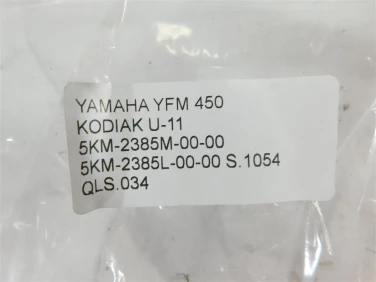 YAMAHA YFM 450
KODIAK U-11
5KM-2385M-00-00
5KM-2385L-00-00 S.1054
QLS.034